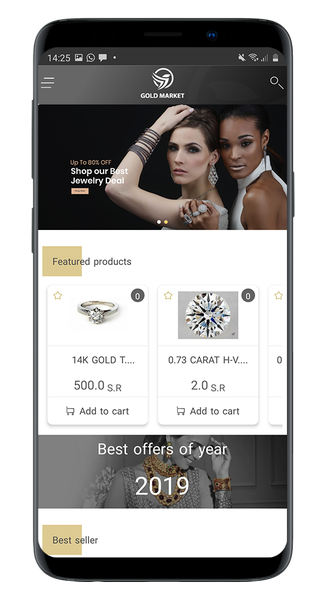 14:25
GOLD MARKET
Up To 80% OFF
Shop our Best
Jewelry Deal
Featured products
0
0
14K GOLD T....
0.73 CARAT H-V....
0
500.0 S.R
2.0 S.R
Add to cart
Add to cart
Best offers of year
2019
Best seller